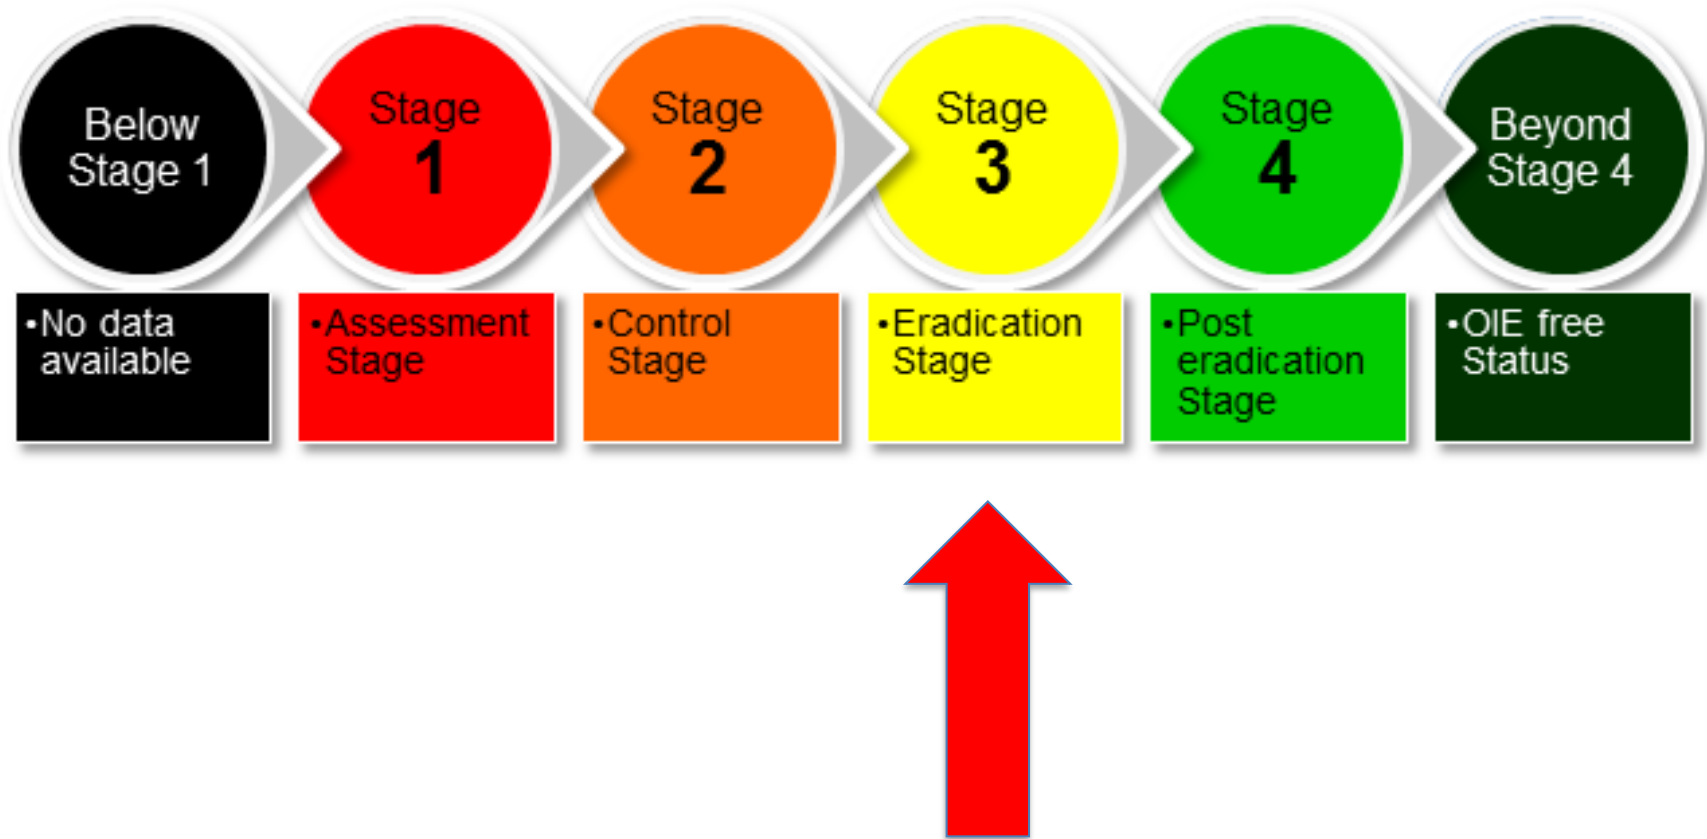 Below
Stage 1
Stage
1
Stage
2
Stage
3
Stage
4
Beyond
Stage 4
•No data
available
•Assessment
Stage
•Control
Stage
•Eradication
Stage
•Post
eradication
Stage
•OIE free
Status